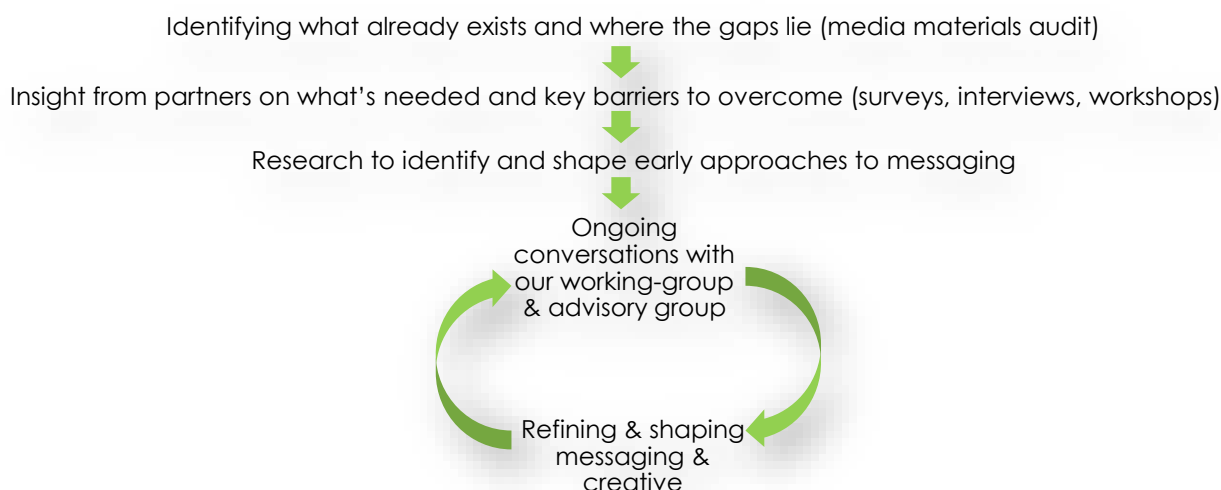 Identifying what already exists and where the gaps lie (media materials audit)
Insight from partners on what's needed and key barriers to overcome (surveys, interviews, workshops)
Research to identify and shape early approaches to messaging
Ongoing
conversations with
our working-group
& advisory group
Refining & shaping
messaging &
creative